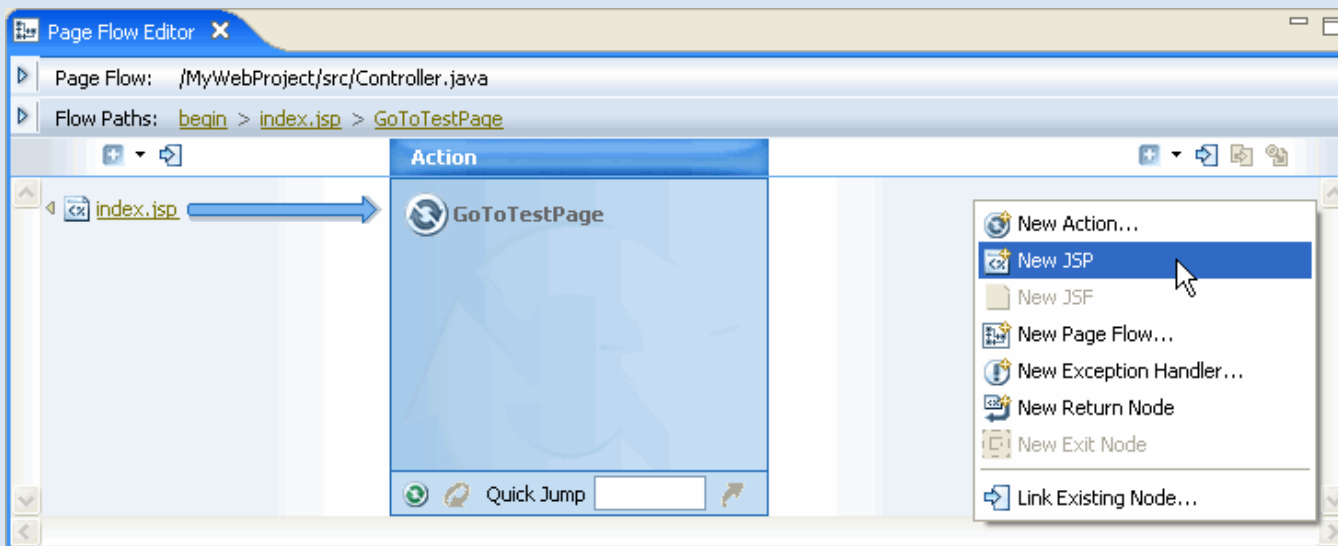 Page Flow Editor
Page Flow: /MyWebProject/src/Controller.java
Flow Paths: begin > index.jsp > GoToTestPage
Action
index.jsp
GoToTestPage
New Action...
New JSP
New JSF
New Page Flow...
New Exception Handler...
New Return Node
New Exit Node
Link Existing Node...
Quick Jump